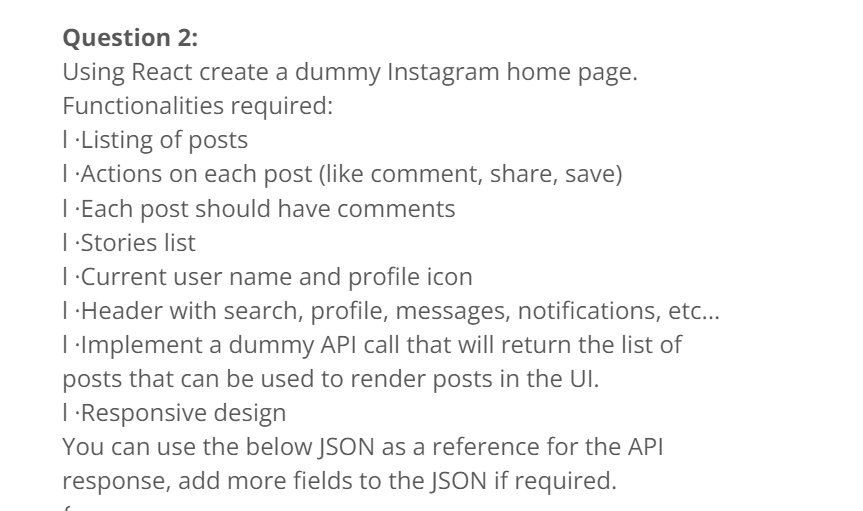 Question 2:
Using React create a dummy Instagram home page.
Functionalities required:
l ·Listing of posts
l ·Actions on each post (like comment, share, save)
l ·Each post should have comments
l ·Stories list
l ·Current user name and profile icon
l ·Header with search, profile, messages, notifications, etc...
l ·Implement a dummy API call that will return the list of
posts that can be used to render posts in the UI.
l ·Responsive design
You can use the below JSON as a reference for the API
response, add more fields to the JSON if required.